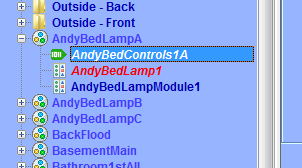 Outside - Back
Outside - Front
AndyBedLampA
AndyBedControls1A
AndyBedLamp1
AndyBedLampModule1
AndyBedLampB
AndyBedLampC
BackFlood
BasementMain
Bathroom1stAll